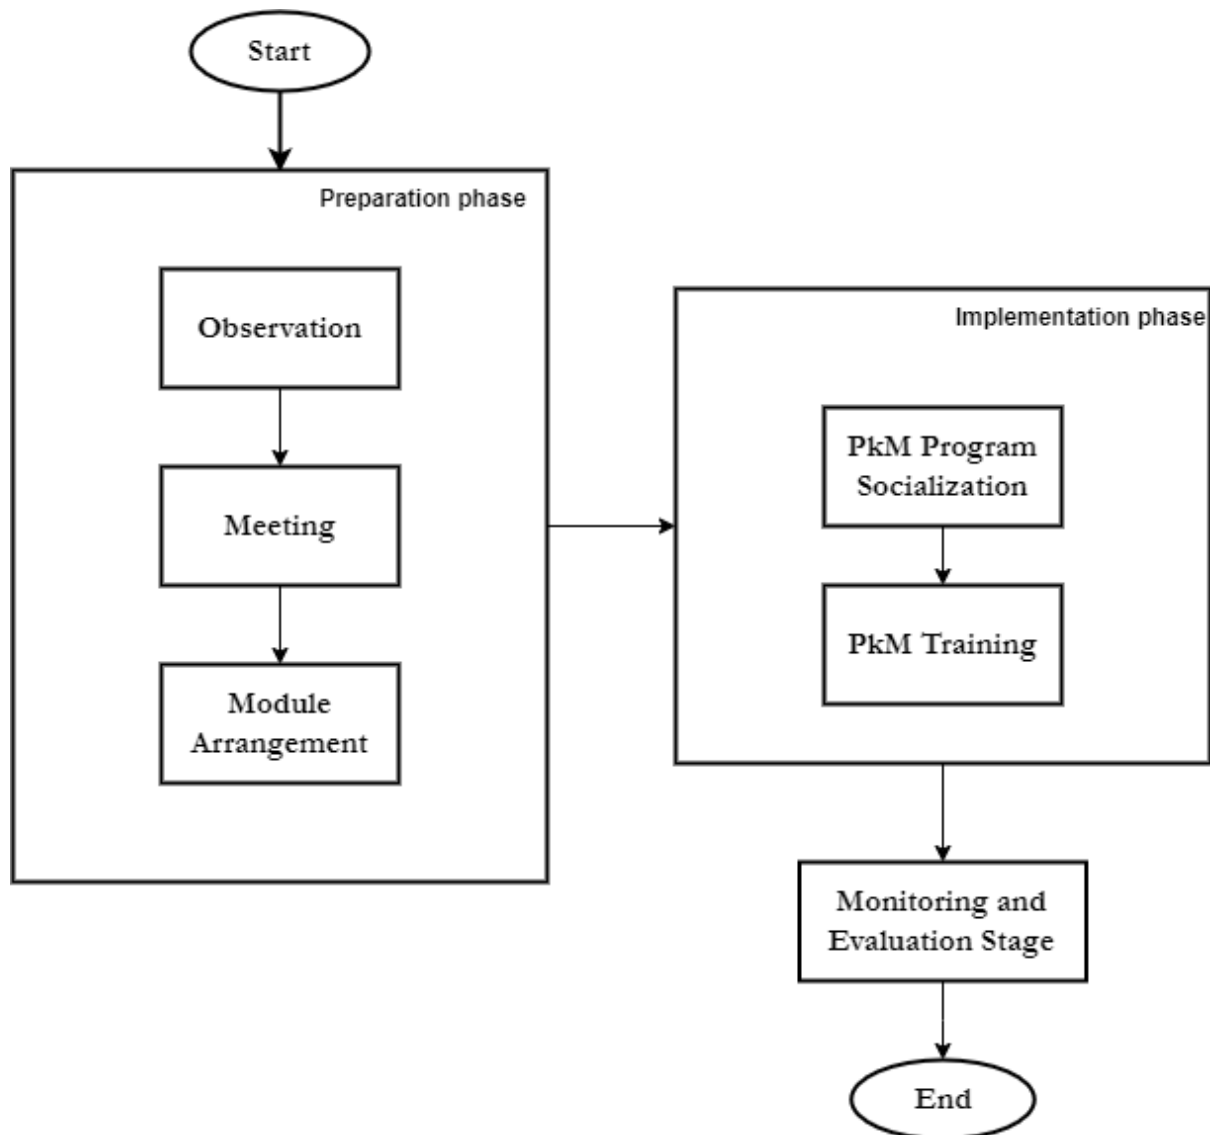 Start
Preparation phase
Observation
Meeting
Module
Arrangement
Implementation phase
PkM Program
Socialization
PkM Training
Monitoring and
Evaluation Stage
End